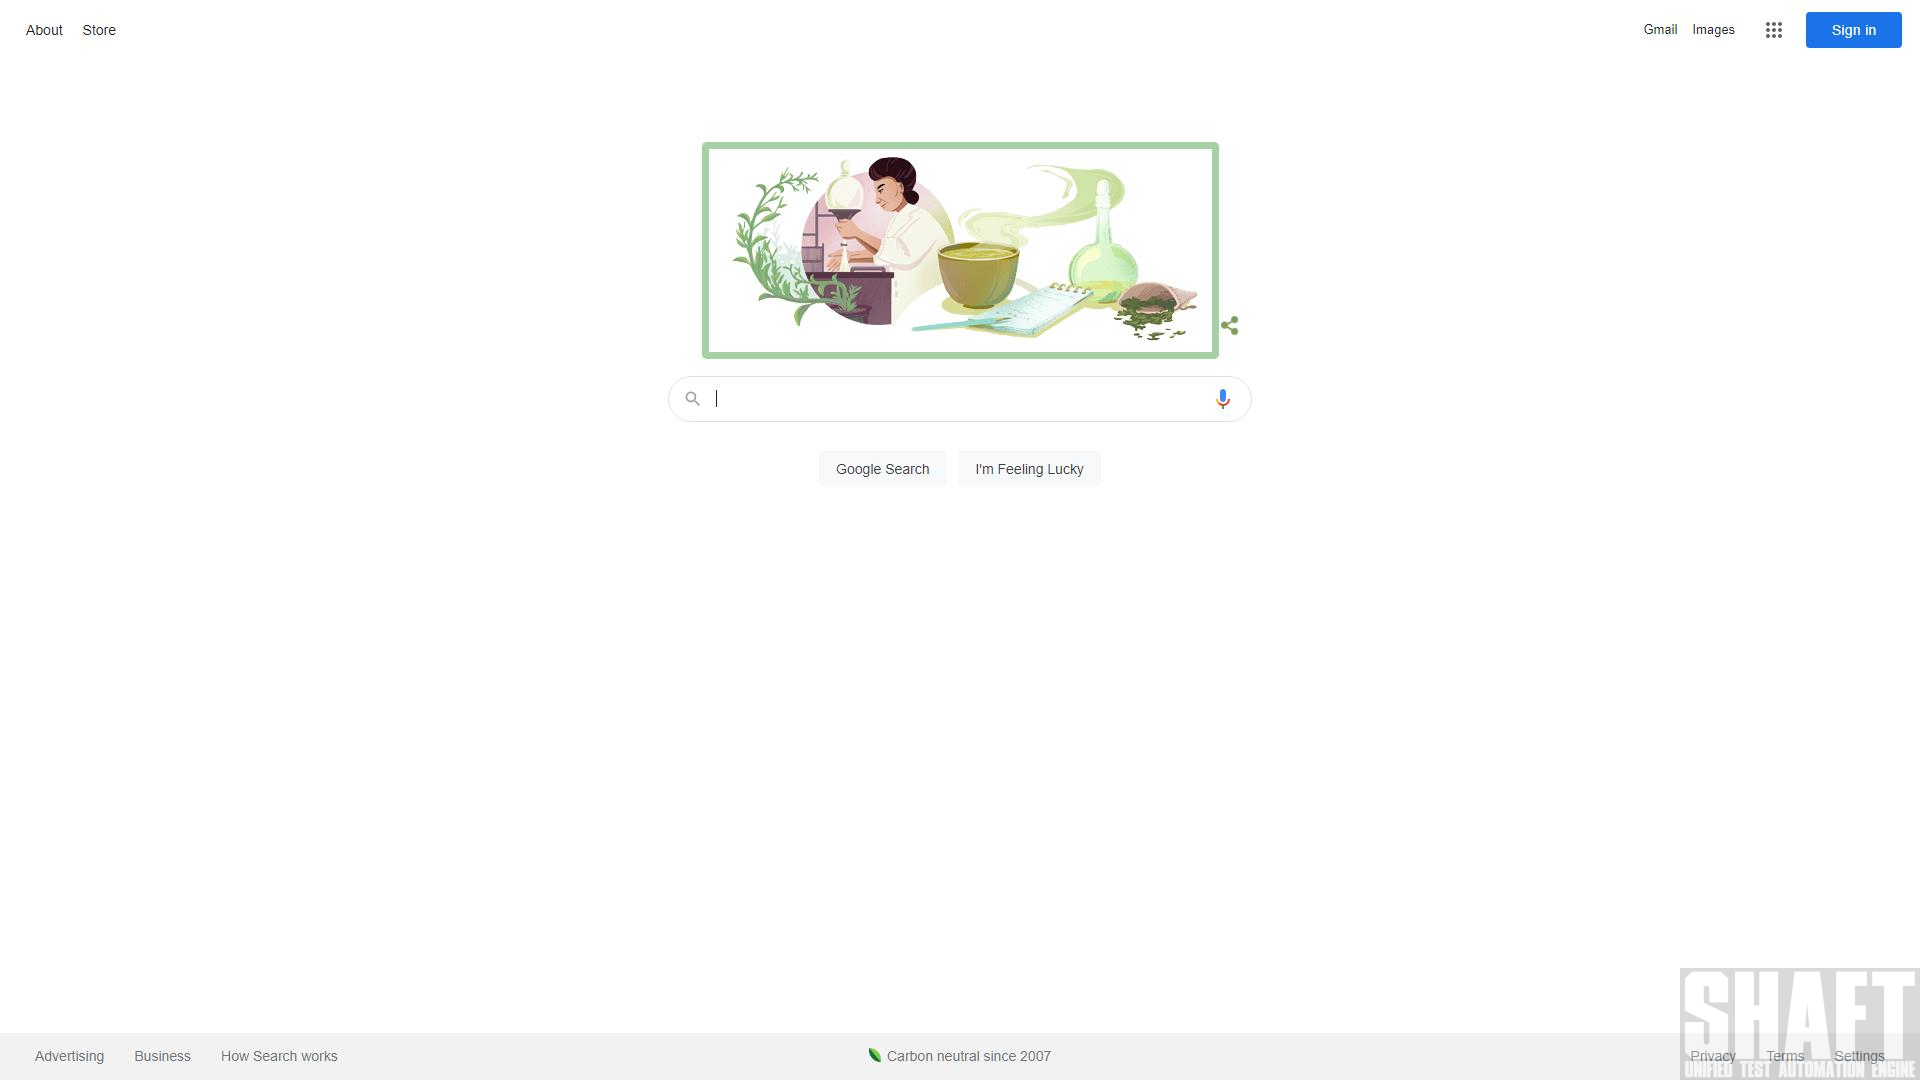 About Store
Gmail Images Sign in
Google Search I'm Feeling Lucky
Advertising Business How Search works
Carbon neutral since 2007
Privacy Terms Settings
SHAFT
UNIFIED TEST AUTOMATION ENGINE